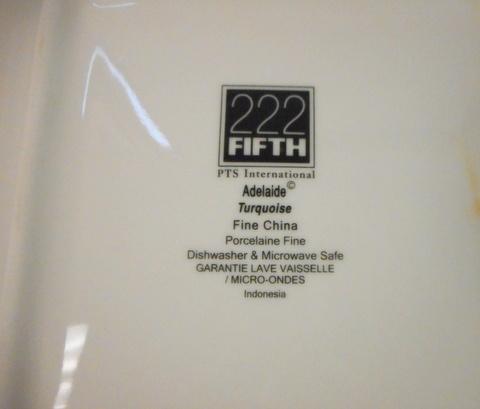 222
FIFTH
PTS International
Adelaide©
Turquoise
Fine China
Porcelaine Fine
Dishwasher & Microwave Safe
GARANTIE LAVE VAISSELLE
/ MICRO-ONDES
Indonesia